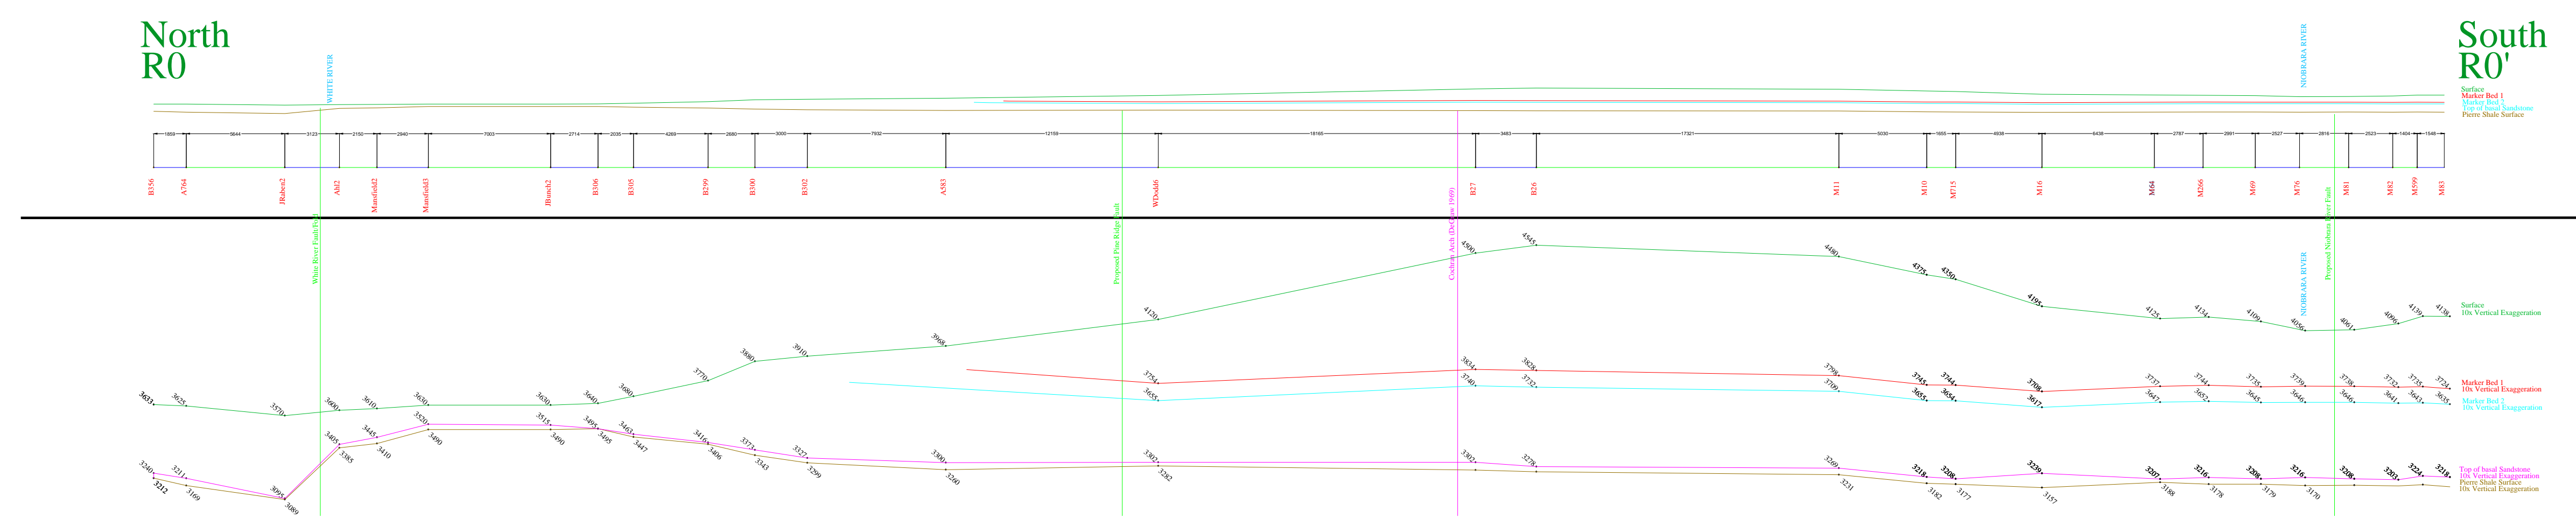 North
R0
South
R0'
WHITE RIVER
NIOBRARA RIVER
Surface
Marker Bed 1
Marker Bed 2
Top of basal Sandstone
Pierre Shale Surface
1859 5644 3123 2150 2940 7003 2714 2035 4269 2680 3000 7932 12159 18165 3483 17321 5030 1655 4938 6438 2787 2991 2527 2816 2523 1404 1548
B356 A764 JRaben2 Ahl2 Mansfield2 Mansfield3 JBunch2 B306 B305 B299 B300 B302 A583 WDodd6 B27 B26 M11 M10 M715 M16 M64 M266 M69 M76 M81 M82 M599 M83
White River Fault
Proposed Pine Ridge Fault
Cochran Arch (DeGraw 1969)
Proposed Niobrara River Fault
NIOBRARA RIVER
3633 3625 3570 3600 3610 3630 3630 3640 3680 3770 3880 3910 3968 4120 4500 4545 4480 4375 4350 4195 4125 4134 4109 4056 4061 4096 4139 4138
Surface
10x Vertical Exaggeration
3754 3834 3828 3798 3745 3744 3708 3737 3744 3735 3739 3738 3732 3735 3724
Marker Bed 1
10x Vertical Exaggeration
3655 3740 3732 3709 3655 3654 3617 3647 3652 3645 3646 3646 3641 3643 3635
Marker Bed 2
10x Vertical Exaggeration
3240 3211 3095 3405 3445 3520 3515 3495 3463 3416 3373 3327 3300 3302 3302 3278 3269 3218 3208 3239 3207 3216 3208 3216 3208 3203 3224 3218
Top of basal Sandstone
10x Vertical Exaggeration
3212 3169 3089 3385 3410 3490 3490 3495 3447 3406 3343 3299 3260 3282 3231 3182 3177 3157 3188 3178 3179 3170
Pierre Shale Surface
10x Vertical Exaggeration